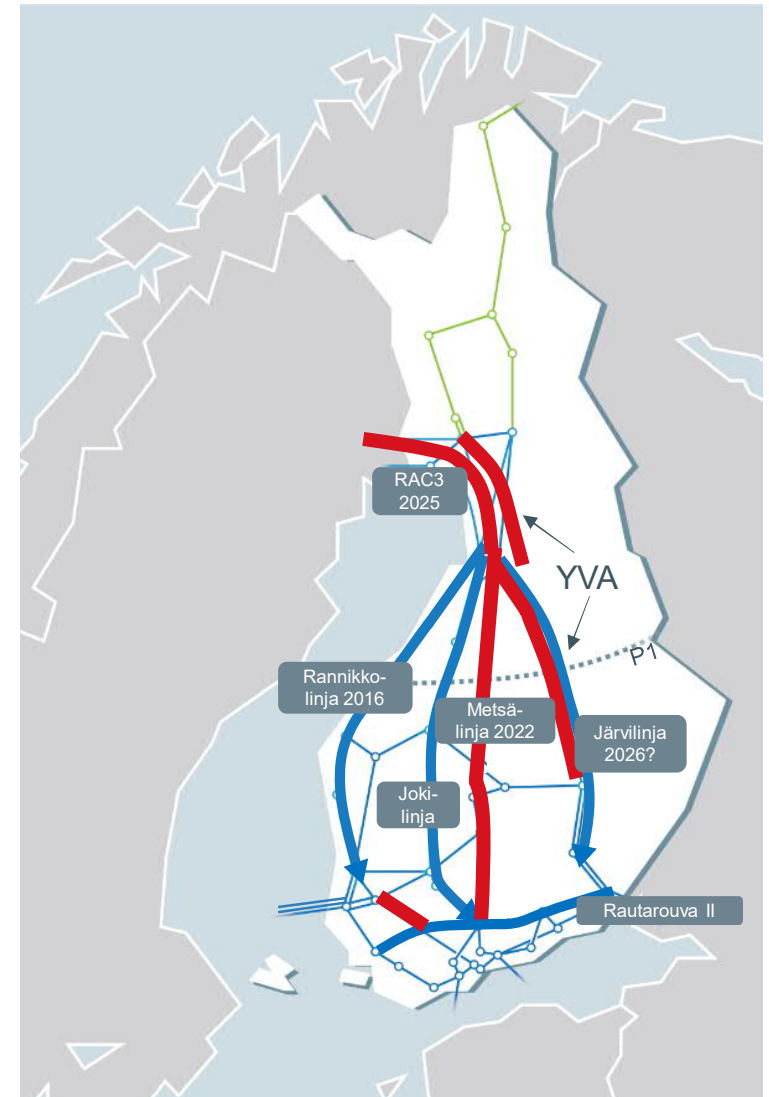 RAC3
2025
YVA
P1
Rannikko-
linja 2016
Metsä-
linja 2022
Järvilinja
2026?
Joki-
linja
Rautarouva II